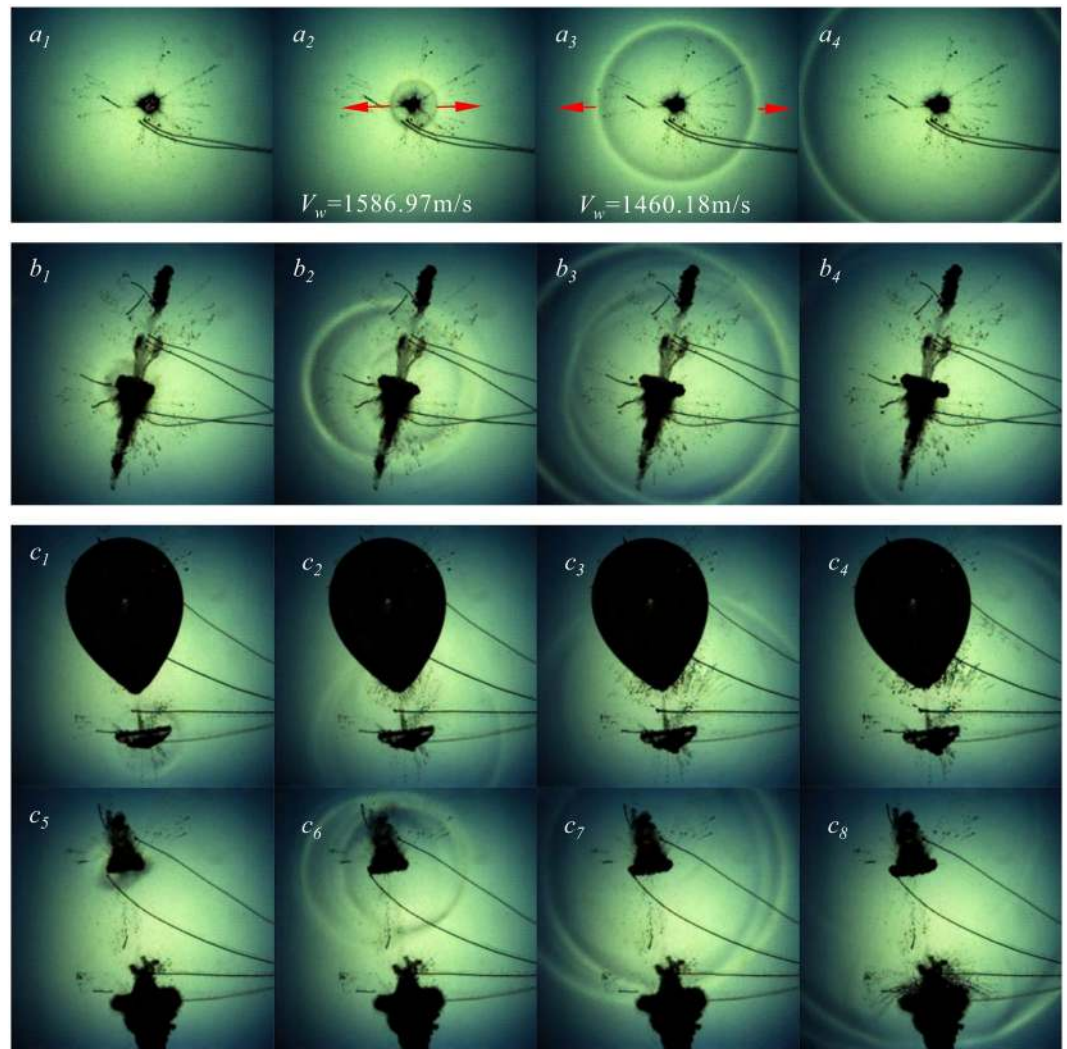 a1 a2 a3 a4
Vw=1586.97m/s Vw=1460.18m/s
b1 b2 b3 b4
c1 c2 c3 c4
c5 c6 c7 c8